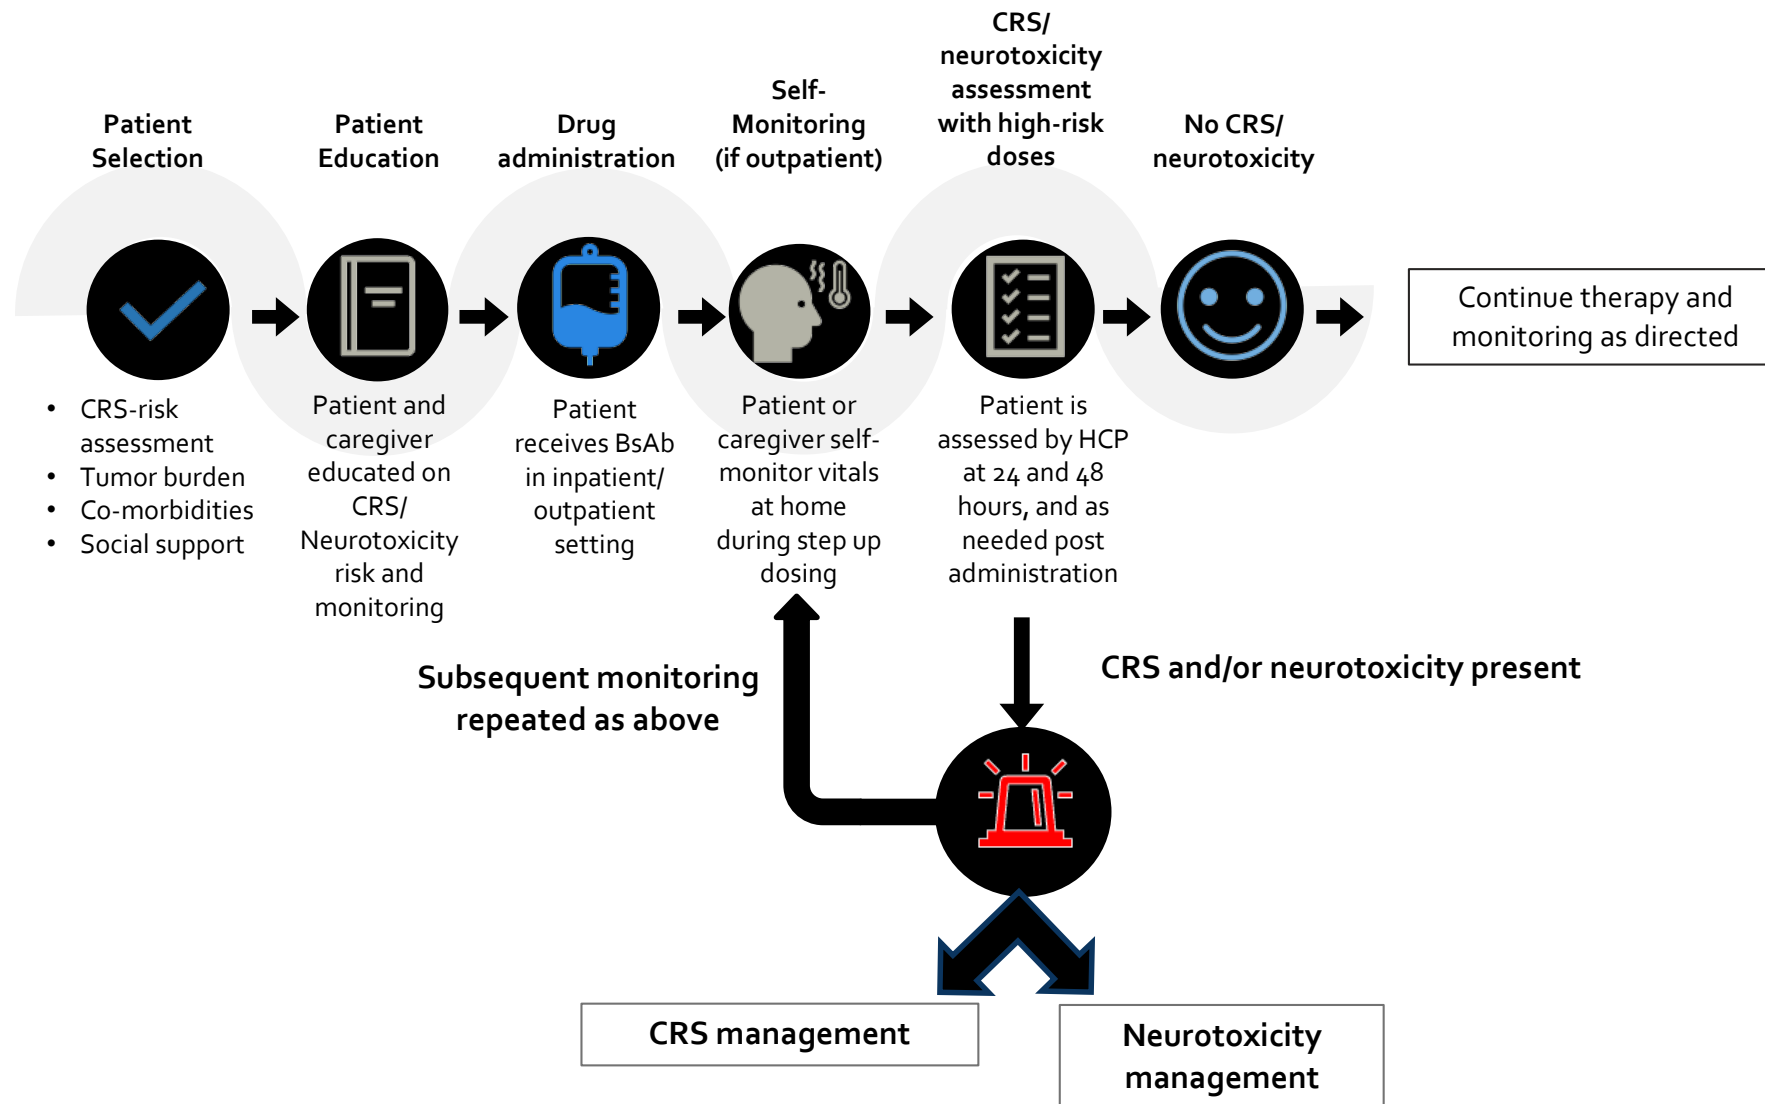 Patient
Selection
Patient
Education
Drug
administration
Self-
Monitoring
(if outpatient)
CRS/
neurotoxicity
assessment
with high-risk
doses
No CRS/
neurotoxicity
Continue therapy and
monitoring as directed
• CRS-risk
assessment
• Tumor burden
• Co-morbidities
• Social support
Patient and
caregiver
educated on
CRS/
Neurotoxicity
risk and
monitoring
Patient
receives BsAb
in inpatient/
outpatient
setting
Patient or
caregiver self-
monitor vitals
at home
during step up
dosing
Patient is
assessed by HCP
at 24 and 48
hours, and as
needed post
administration
Subsequent monitoring
repeated as above
CRS and/or neurotoxicity present
CRS management
Neurotoxicity
management